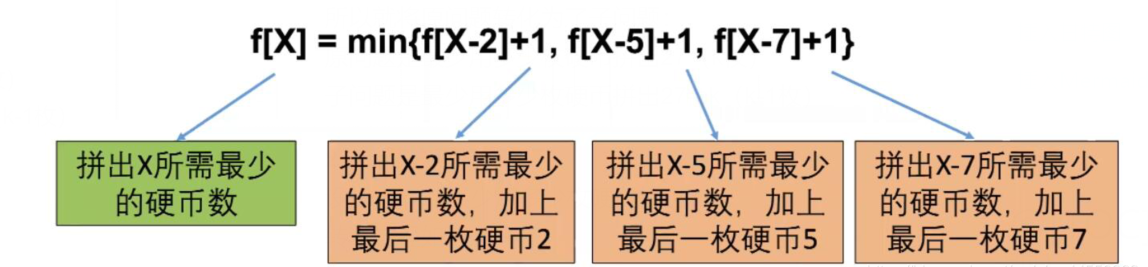 f[X] = min{f[X-2]+1, f[X-5]+1, f[X-7]+1}
拼出X所需最少
的硬币数
拼出X-2所需最少
的硬币数，加上
最后一枚硬币2
拼出X-5所需最少
的硬币数，加上
最后一枚硬币5
拼出X-7所需最少
的硬币数，加上
最后一枚硬币7